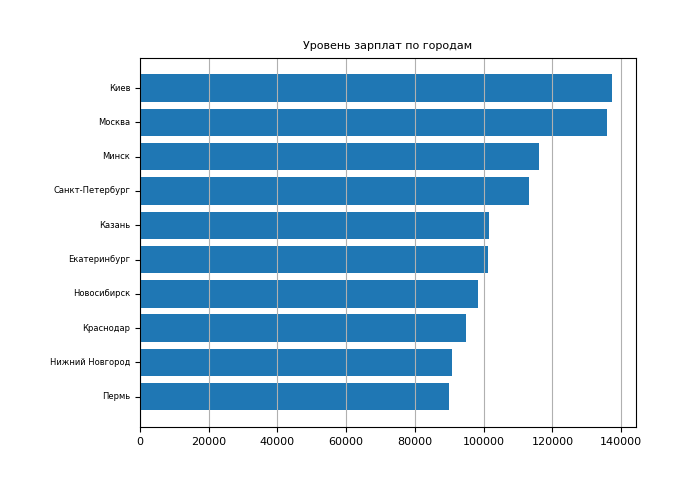 Уровень зарплат по городам
Киев
Москва
Минск
Санкт-Петербург
Казань
Екатеринбург
Новосибирск
Краснодар
Нижний Новгород
Пермь
0 20000 40000 60000 80000 100000 120000 140000